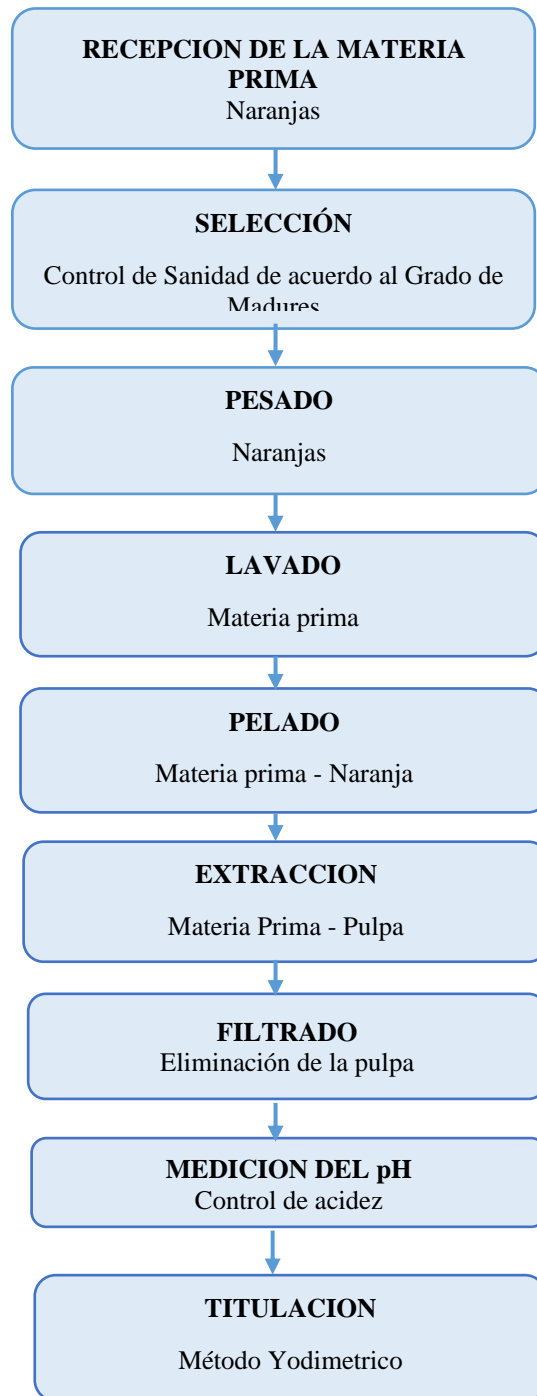 RECEPCION DE LA MATERIA
PRIMA
Naranjas
SELECCIÓN
Control de Sanidad de acuerdo al Grado de
Madures
PESADO
Naranjas
LAVADO
Materia prima
PELADO
Materia prima - Naranja
EXTRACCION
Materia Prima - Pulpa
FILTRADO
Eliminación de la pulpa
MEDICION DEL pH
Control de acidez
TITULACION
Método Yodimetrico